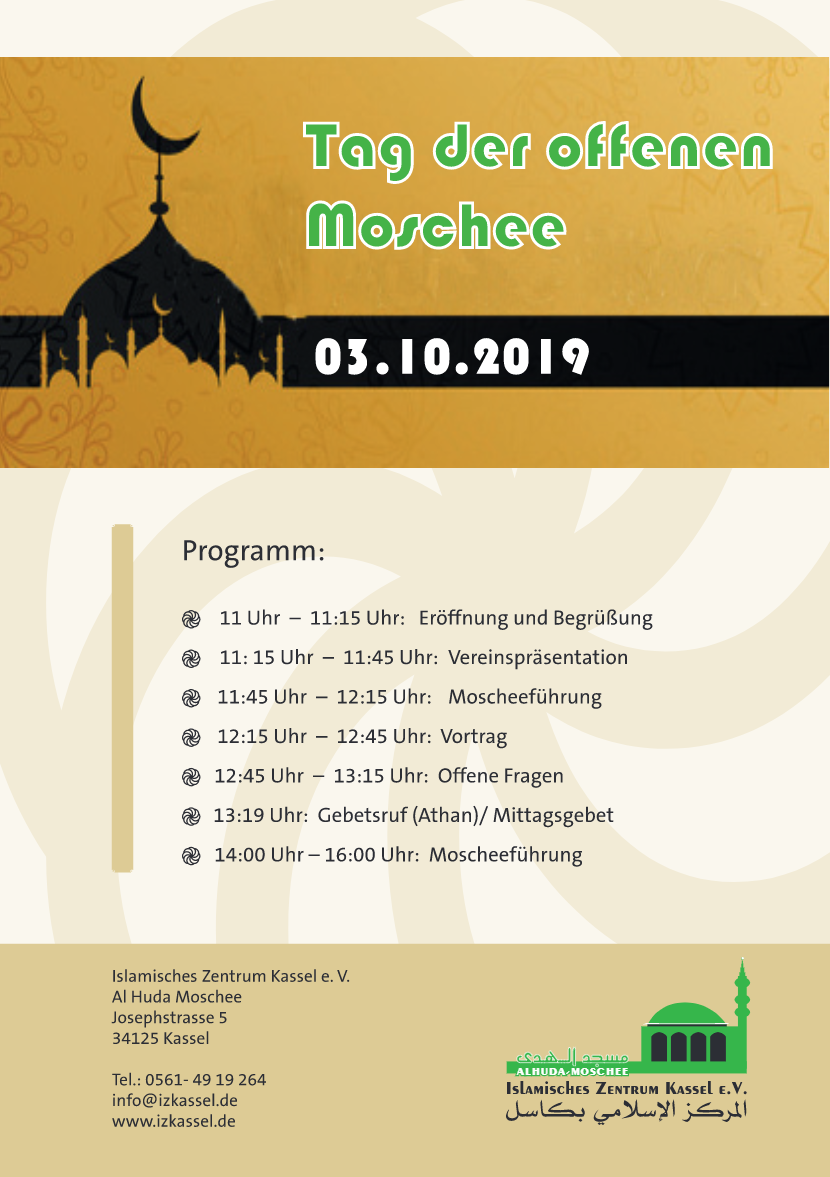 Tag der offenen
Moschee
03.10.2019
Programm:
11 Uhr – 11:15 Uhr: Eröffnung und Begrüßung
11: 15 Uhr – 11:45 Uhr: Vereinspräsentation
11:45 Uhr – 12:15 Uhr: Moscheeführung
12:15 Uhr – 12:45 Uhr: Vortrag
12:45 Uhr – 13:15 Uhr: Offene Fragen
13:19 Uhr: Gebetsruf (Athan)/ Mittagsgebet
14:00 Uhr – 16:00 Uhr: Moscheeführung
Islamisches Zentrum Kassel e. V.
Al Huda Moschee
Josephstrasse 5
34125 Kassel
Tel.: 0561- 49 19 264
info@izkassel.de
www.izkassel.de
مسجد الهدى
ALHUDA-MOSCHEE
Islamisches Zentrum Kassel e.V.
المركز الإسلامي بكاسل